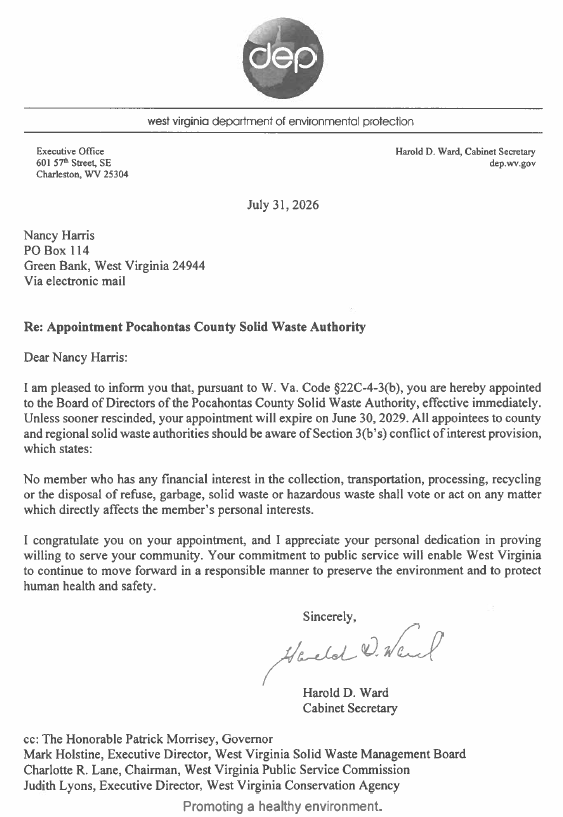 dep
west virginia department of environmental protection
Executive Office
601 57th Street, SE
Charleston, WV 25304
Harold D. Ward, Cabinet Secretary
dep.wv.gov
July 31, 2026
Nancy Harris
PO Box 114
Green Bank, West Virginia 24944
Via electronic mail
Re: Appointment Pocahontas County Solid Waste Authority
Dear Nancy Harris:
I am pleased to inform you that, pursuant to W. Va. Code §22C-4-3(b), you are hereby appointed
to the Board of Directors of the Pocahontas County Solid Waste Authority, effective immediately.
Unless sooner rescinded, your appointment will expire on June 30, 2029. All appointees to county
and regional solid waste authorities should be aware of Section 3(b's) conflict of interest provision,
which states:
No member who has any financial interest in the collection, transportation, processing, recycling
or the disposal of refuse, garbage, solid waste or hazardous waste shall vote or act on any matter
which directly affects the member's personal interests.
I congratulate you on your appointment, and I appreciate your personal dedication in proving
willing to serve your community. Your commitment to public service will enable West Virginia
to continue to move forward in a responsible manner to preserve the environment and to protect
human health and safety.
Sincerely,
Harold D. Ward
Harold D. Ward
Cabinet Secretary
cc: The Honorable Patrick Morrisey, Governor
Mark Holstine, Executive Director, West Virginia Solid Waste Management Board
Charlotte R. Lane, Chairman, West Virginia Public Service Commission
Judith Lyons, Executive Director, West Virginia Conservation Agency
Promoting a healthy environment.